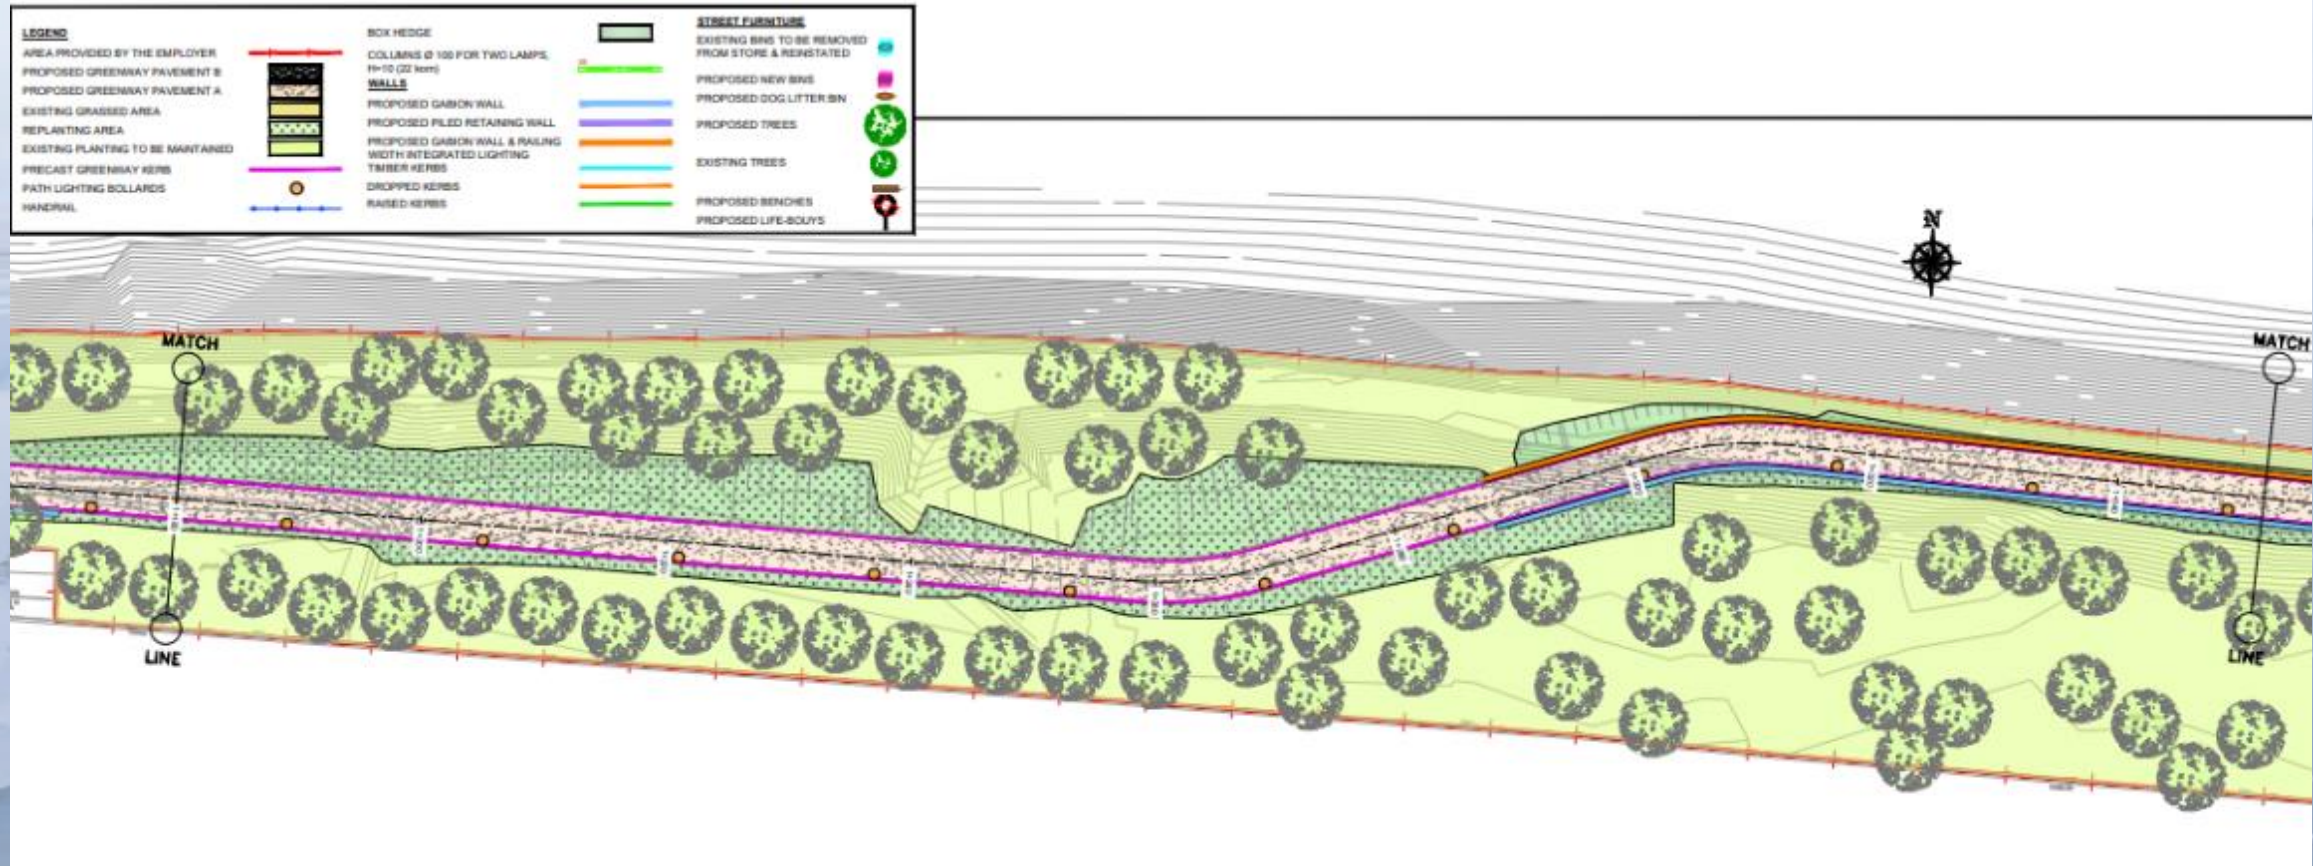 LEGEND
AREA PROVIDED BY THE EMPLOYER
PROPOSED GREENWAY PAVEMENT B
PROPOSED GREENWAY PAVEMENT A
EXISTING GRASSED AREA
REPLANTING AREA
EXISTING PLANTING TO BE MAINTAINED
PRECAST GREENWAY KERB
PATH LIGHTING BOLLARDS
HANDRAIL
BOX HEDGE
COLUMNS Ø 100 FOR TWO LAMPS,
H=10 (22 kom)
WALLS
PROPOSED GABION WALL
PROPOSED PILED RETAINING WALL
PROPOSED GABION WALL & RAILING
WIDTH INTEGRATED LIGHTING
TIMBER KERBS
DROPPED KERBS
RAISED KERBS
STREET FURNITURE
EXISTING BINS TO BE REMOVED
FROM STORE & REINSTATED
PROPOSED NEW BINS
PROPOSED DOG LITTER BIN
PROPOSED TREES
EXISTING TREES
PROPOSED BENCHES
PROPOSED LIFE-BOUYS
N
MATCH
LINE
MATCH
LINE